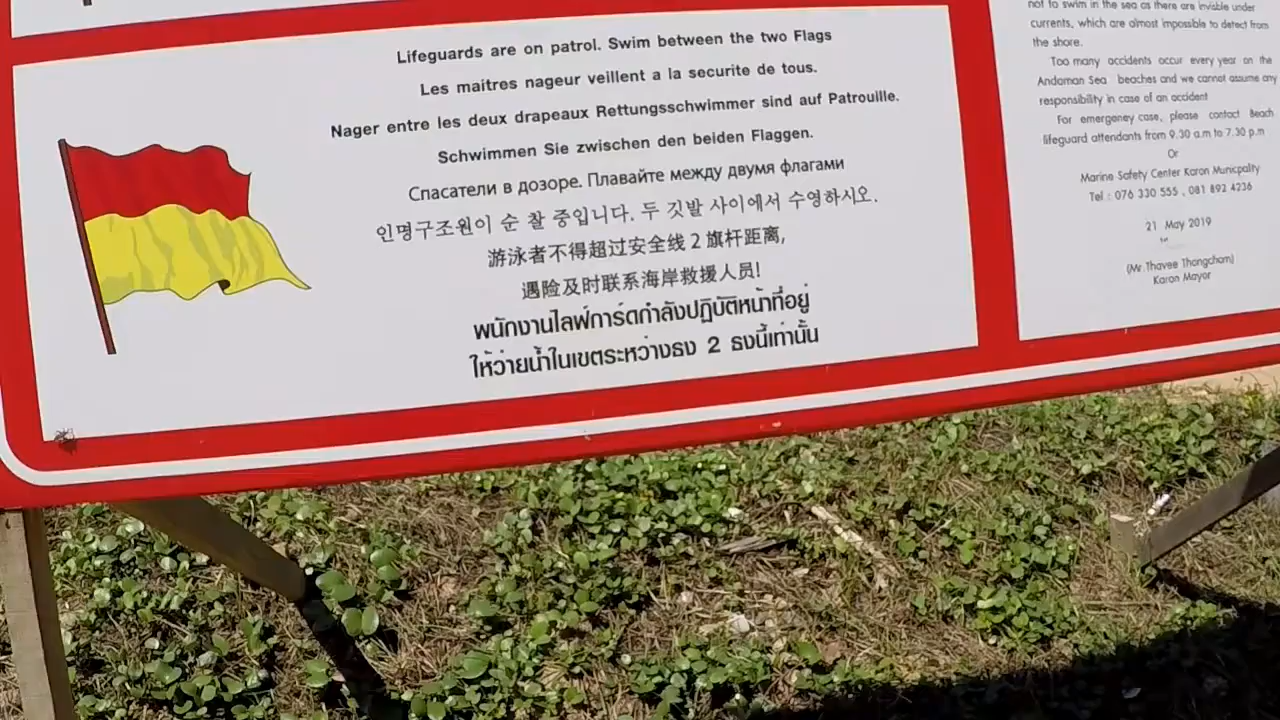 Lifeguards are on patrol. Swim between the two Flags
Les maitres nageur veillent a la securite de tous.
Nager entre les deux drapeaux Rettungsschwimmer sind auf Patrouille.
Schwimmen Sie zwischen den beiden Flaggen.
Спасатели в дозоре. Плавайте между двумя флагами
인명구조원이 순 찰 중입니다. 두 깃발 사이에서 수영하시오.
游泳者不得超过安全线 2 旗杆距离,
遇险及时联系海岸救援人员!
พนักงานไลฟ์การ์ดกำลังปฏิบัติหน้าที่อยู่
ให้ว่ายน้ำในเขตระหว่างธง 2 ธงนี้เท่านั้น
not to swim in the sea as there are invible under
currents, which are almost impossible to detect from
the shore.
Too many accidents occur every year on the
Andaman Sea beaches and we cannot assume any
responsibility in case of an accident
For emergency case, please contact Beach
lifeguard attendants from 9.30 a.m to 7.30 p.m
Or
Marine Safety Center Karon Municpality
Tel : 076 330 555 , 081 892 4236
21 May 2019
(Mr.Thavee Thongcham)
Karon Mayor